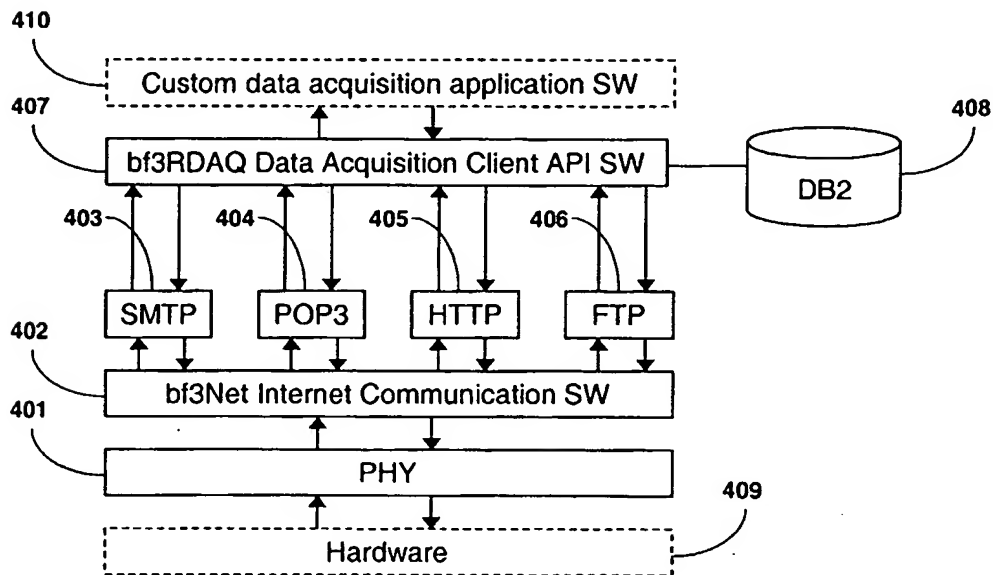 410
Custom data acquisition application SW
407
408
bf3RDAQ Data Acquisition Client API SW
DB2
403
404
405
406
SMTP
POP3
HTTP
FTP
402
bf3Net Internet Communication SW
401
PHY
409
Hardware